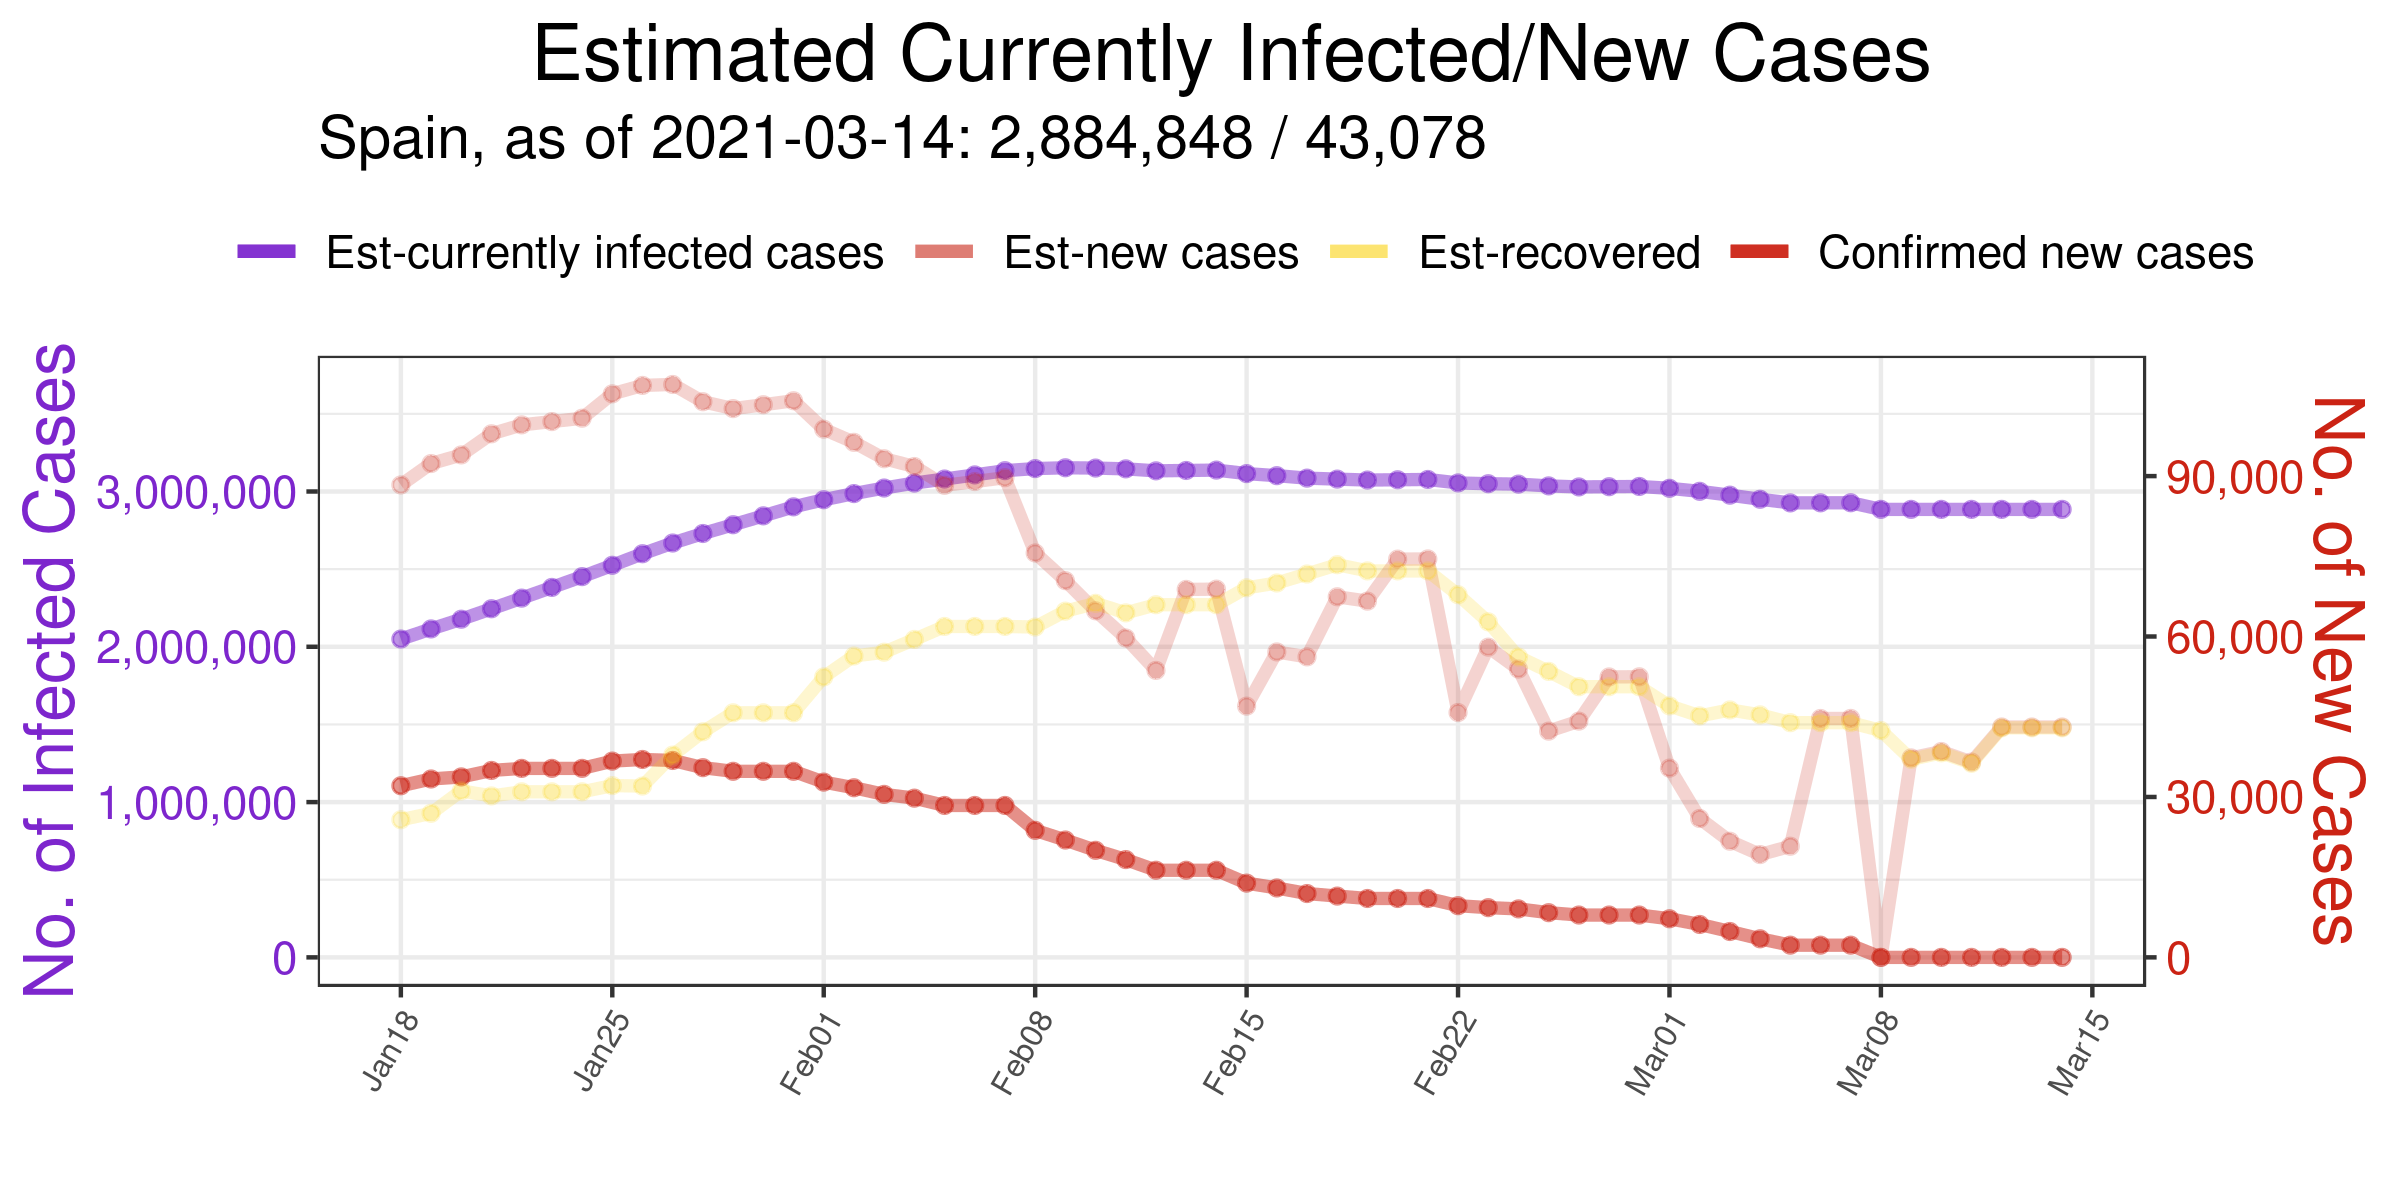 Estimated Currently Infected/New Cases
Spain, as of 2021-03-14: 2,884,848 / 43,078
Est-currently infected cases Est-new cases Est-recovered Confirmed new cases
No. of Infected Cases
3,000,000
2,000,000
1,000,000
0
90,000
60,000
30,000
0
No. of New Cases
Jan18 Jan25 Feb01 Feb08 Feb15 Feb22 Mar01 Mar08 Mar15